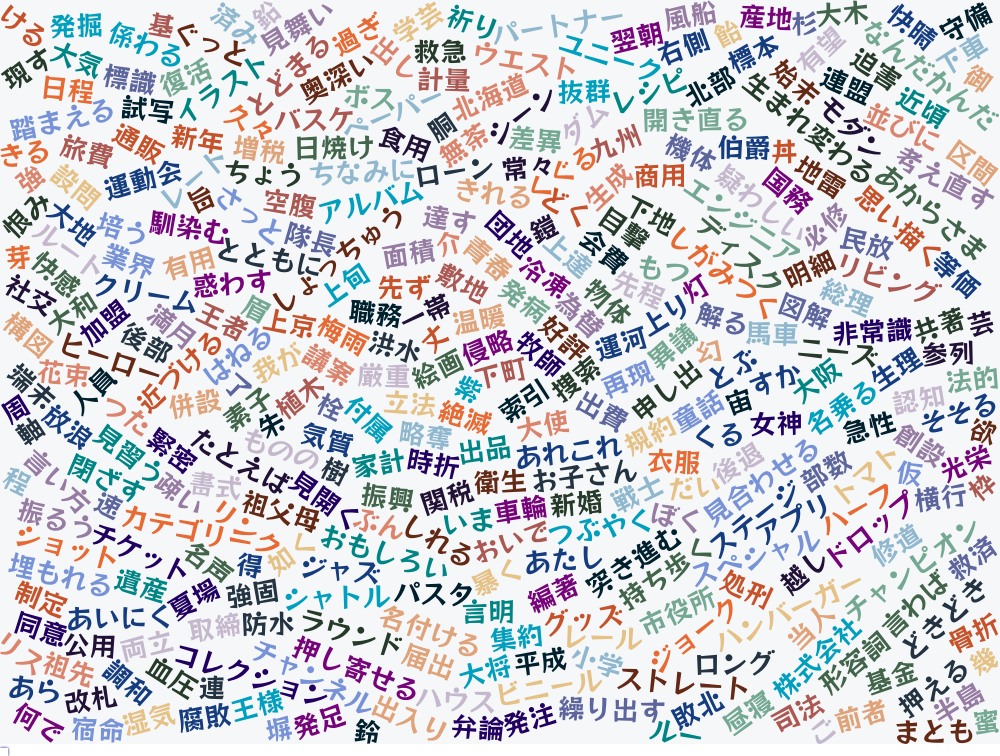 ける
発掘
係わる
基
ぐっと
済み
鉛
見舞い
過ぎ
学芸
祈り
パートナー
ユニーク
翌朝
風船
飴
産地
杉
大木
快晴
守備
現す
大気
標識
復活
イラスト
とどまる
奥深い
出し
救急
計量
ウエスト
右側
標本
有望
なんだかんだ
下車
御
日程
試写
ボス
ペーパー
北海道
シーン
抜群
レシピ
北部
始末
連盟
迫害
近頃
踏まえる
通販
新年
久々
バスケ
増税
日焼け
食用
胴
無茶
差異
ダム
九州
開き直る
生まれ変わる
モダン
並びに
区間
きる
旅費
運動会
レート
ちょう
ちなみに
ローン
常々
ぐる
機体
伯爵
丼
地雷
考え直す
強
設問
缶
さっと
空腹
アルバム
きれる
くどく
生成
商用
疑わしい
国務
必修
思い描く
あからさま
恨み
大地
培う
馴染む
隊長
しょっちゅう
達す
団地
鎧
会費
目撃
下地
エンジニア
ディスク
民放
等価
芽
快感
ルート
業界
有用
とともに
面積
介
青春
上達
冷凍
もつ
しがみつく
明細
リビング
社交
大和
クリーム
惑わす
上旬
先ず
敷地
発病
為替
物体
先程
灯
図解
総理
構図
加盟
満月
王者
眉
上京
梅雨
職務
一帯
丈
温暖
好評
運河
上り
解る
馬車
非常識
共著
芸
ヒーロー
後部
近づける
はねる
我が
議案
洪水
絵画
侵略
牧師
捜索
異議
幻
とぶ
ニーズ
生理
参列
端末
花束
人員
つた
併設
了
素子
朱
植木
栓
厳重
紫
下町
索引
再現
申し出
宙
すか
大阪
名乗る
認知
法的
周
軸
放浪
見習う
緊密
たとえば
ものの
気質
付属
立法
略奪
絶滅
大使
出費
規約
童話
くる
女神
急性
創設
そそる
欲
程
言い方
閉ざす
速
疎い
書式
祖父母
樹
見聞く
家計
時折
出品
あれこれ
衣服
後退
見合わせる
部数
トマト
仮
光栄
枠
振るう
リ
カテゴリー
ニク
振興
関税
衛生
お子さん
戦士
だい
ぼく
ステージ
アプリ
ハーフ
横行
ショット
チケット
名声
得
如く
ぶん
しれる
いま
車輪
新婚
おいで
つぶやく
スペシャル
ドロップ
修道
チャンピオン
救済
埋もれる
遺産
夏場
強固
ジャズ
おもしろい
パスタ
暴く
あたし
突き進む
持ち歩く
処刑
越し
制定
あいにく
シャトル
言明
編著
グッズ
市役所
ジョーク
ハンバーガー
当人
言わば
どきどき
同意
公用
両立
取締
防水
ラウンド
名付ける
集約
レール
株式会社
形容詞
骨折
リス
祖先
調和
血圧
連
コレクション
チャンネル
押し寄せる
届出
大将
平成
小学
ストレート
ロング
基金
幾
あら
改札
腐敗
王様
ハウス
ビニール
繰り出す
敗北
昼寝
司法
押える
半島
何で
宿命
湿気
塀
発足
鈴
出入り
弁論
発注
ルー
ご
前者
まとも
蜜